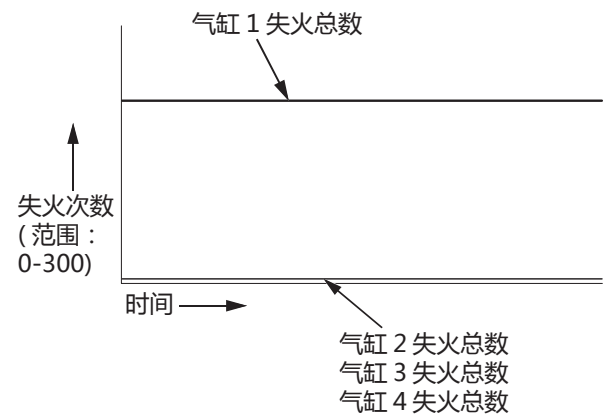 气缸 1 失火总数
失火次数
( 范围：
0-300)
时间
气缸 2 失火总数
气缸 3 失火总数
气缸 4 失火总数